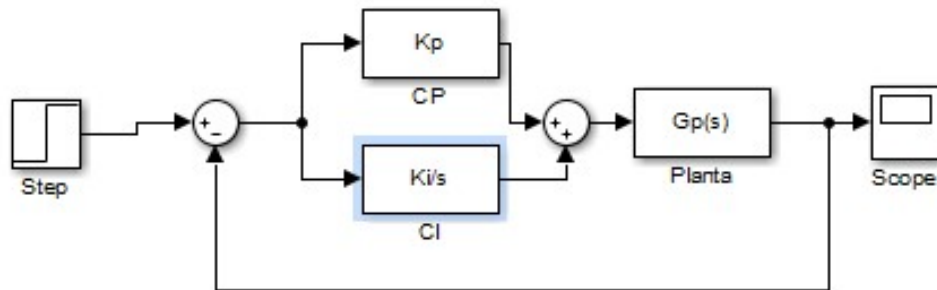 Kp
CP
Step
Ki/s
CI
Gp(s)
Planta
Scope